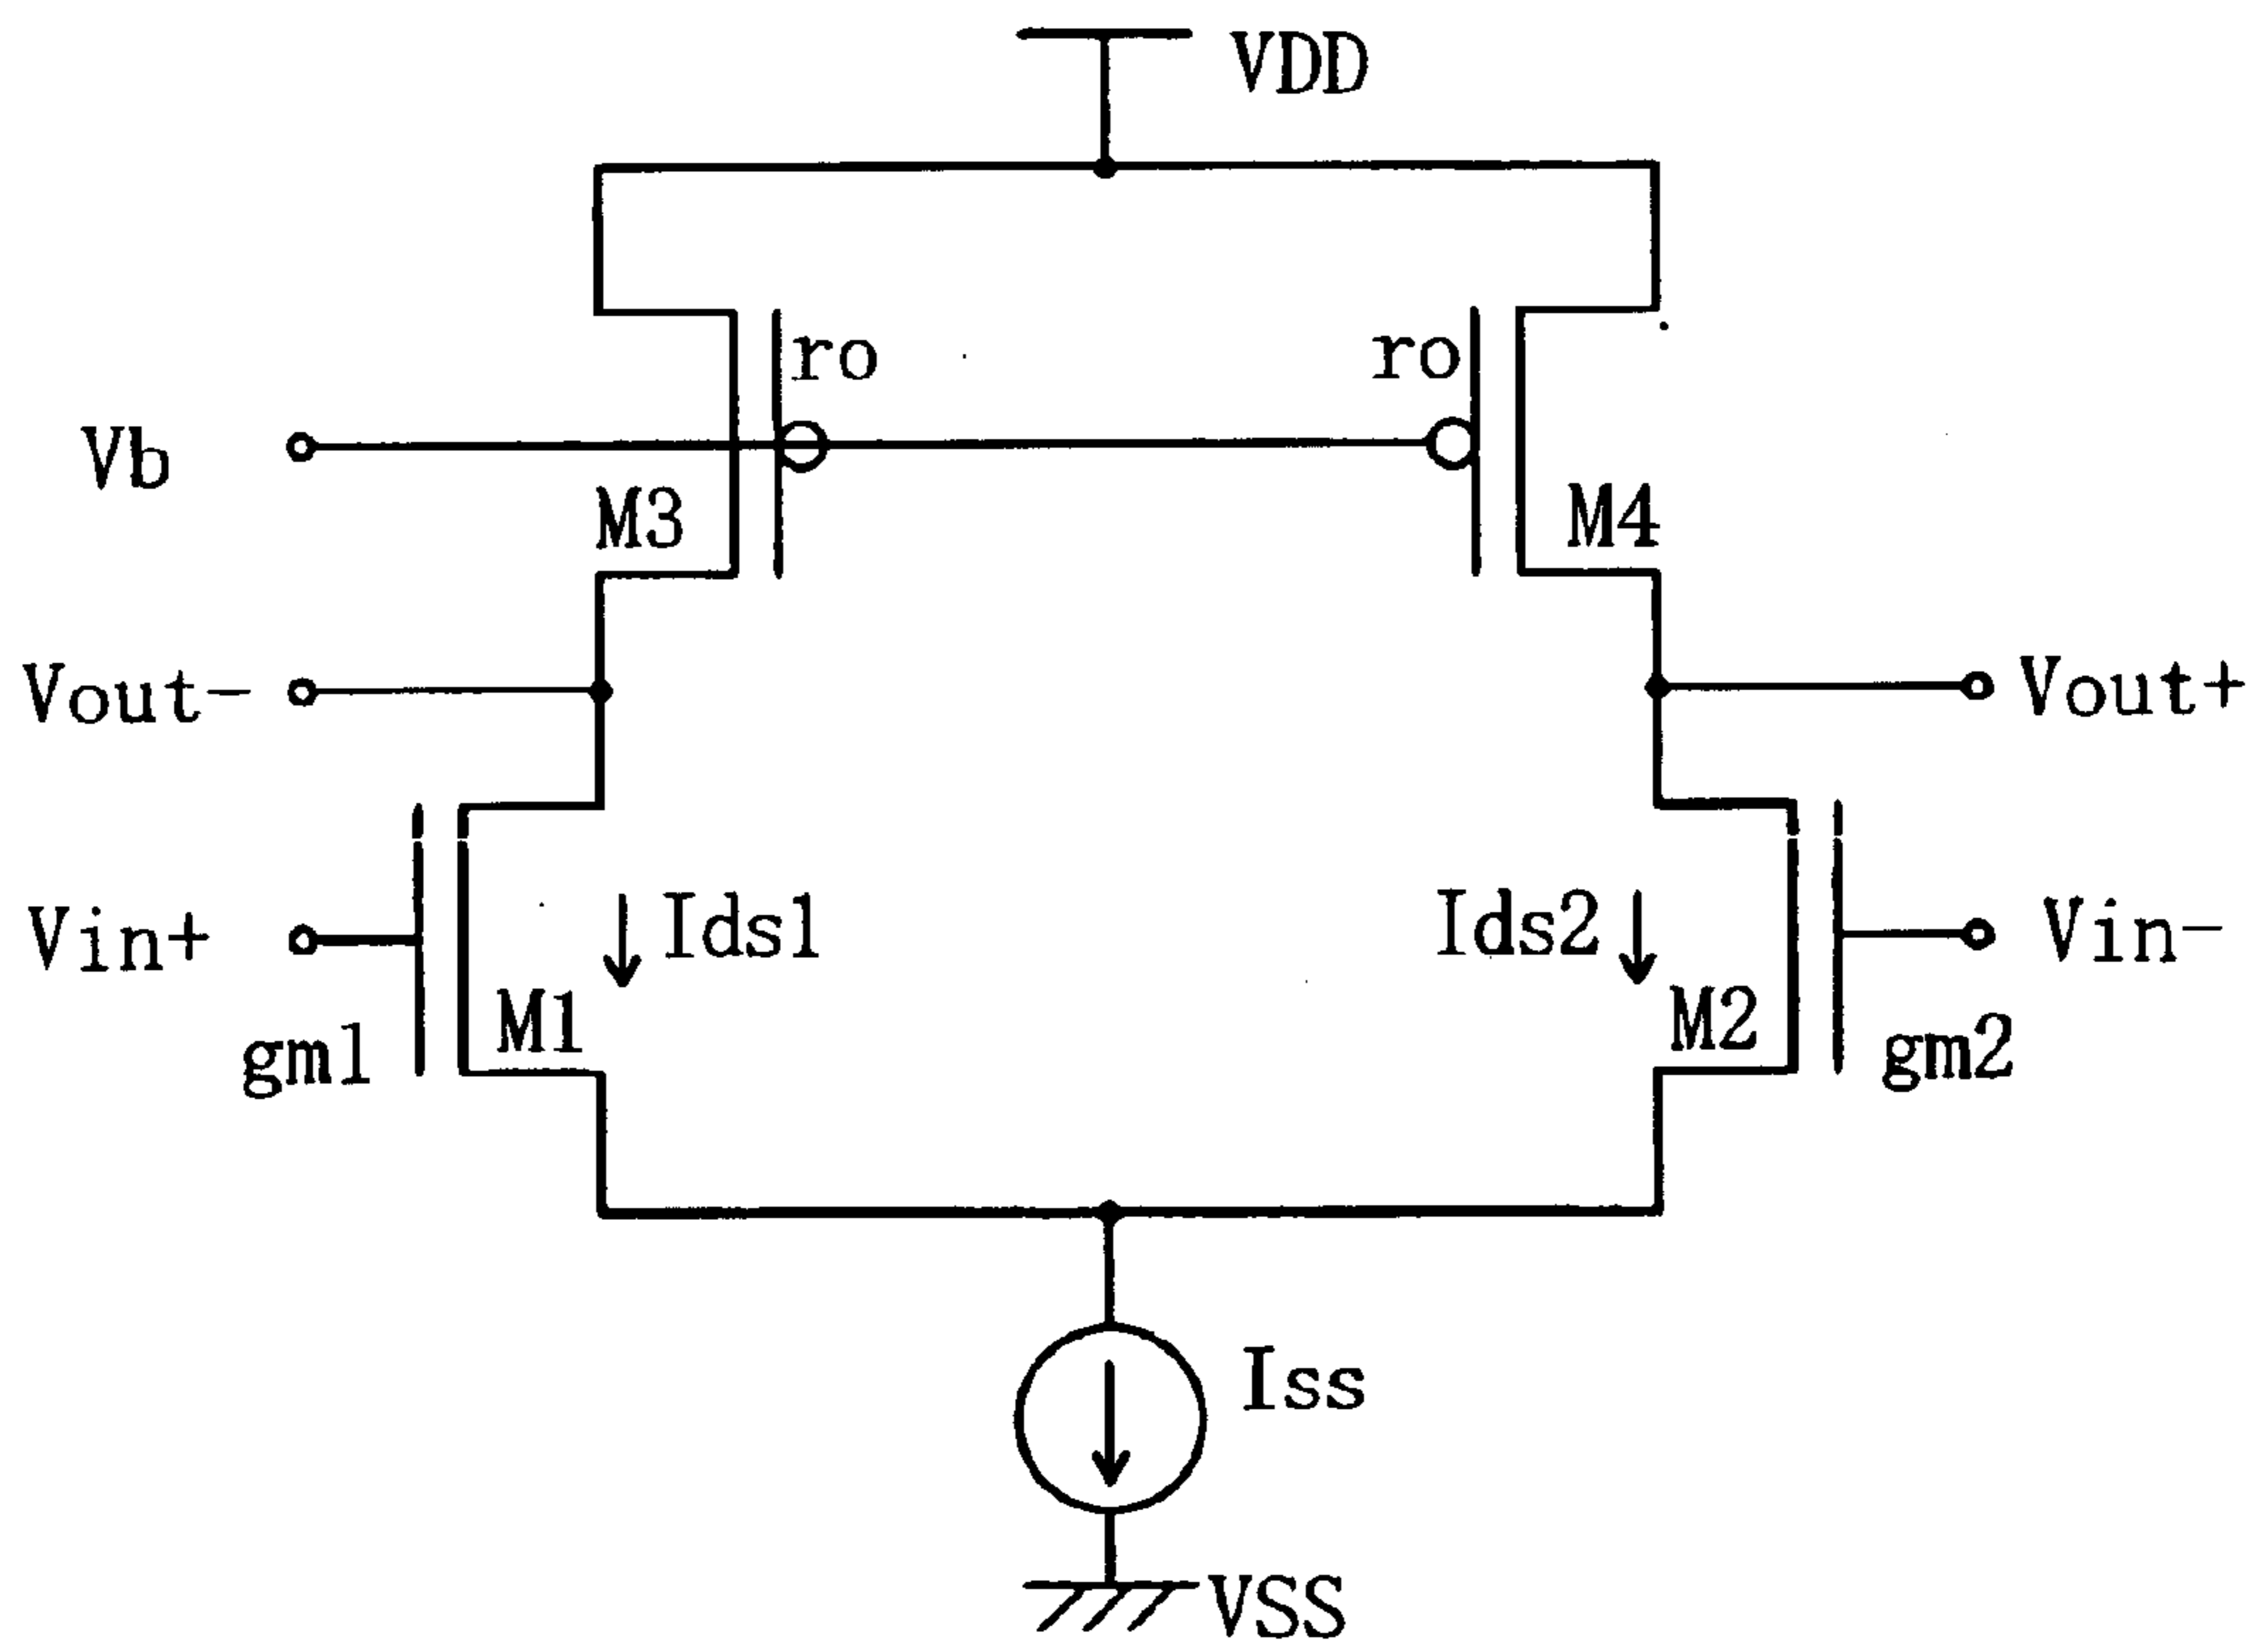 VDD
ro
ro
Vb
M3
M4
Vout-
Vout+
Vin+
Ids1
Ids2
Vin-
M1
M2
gm1
gm2
Iss
VSS